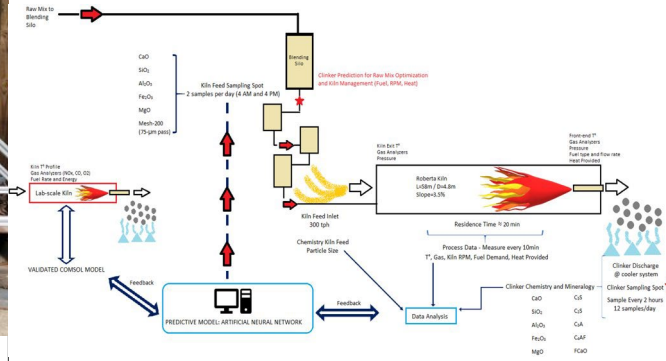 Raw Mix to
Blending
Silo
CaO
SiO₂
Al₂O₃
Fe₂O₃
MgO
Mesh-200
(75-µm pass)
Kiln Feed Sampling Spot
2 samples per day (4 AM and 4 PM)
Blending
Silo
Clinker Prediction for Raw Mix Optimization
and Kiln Management (Fuel, RPM, Heat)
Kiln T° Profile
Gas Analyzers (NOx, CO, O2)
Fuel Rate and Energy
Lab-scale Kiln
VALIDATED COMSOL MODEL
Feedback
PREDICTIVE MODEL: ARTIFICIAL NEURAL NETWORK
Feedback
Kiln Exit T°
Gas Analyzers
Pressure
Roberta Kiln
L=58m / D=4.8m
Slope=3.5%
Front-end T°
Gas Analyzers
Pressure
Fuel type and flow rate
Heat Provided
Kiln Feed Inlet
300 tph
Chemistry Kiln Feed
Particle Size
Residence Time ≈ 20 min
Process Data - Measure every 10min
T°, Gas, Kiln RPM, Fuel Demand, Heat Provided
Data Analysis
Clinker Chemistry and Mineralogy
CaO C₃S
SiO₂ C₂S
Al₂O₃ C₃A
Fe₂O₃ C₄AF
MgO FCaO
Clinker Discharge
@ cooler system
Clinker Sampling Spot
Sample Every 2 hours
12 samples/day